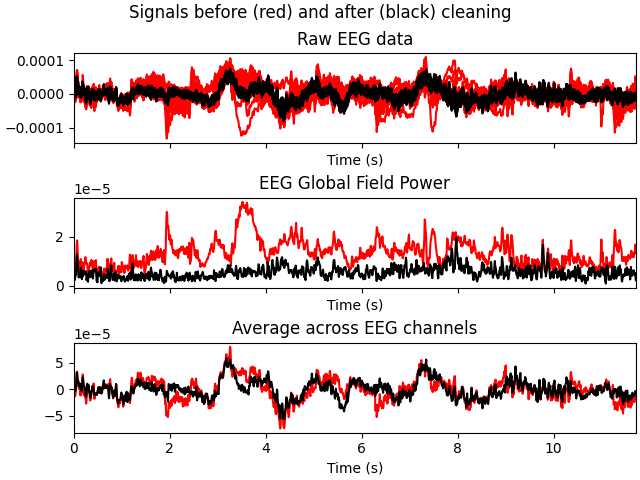 Signals before (red) and after (black) cleaning
Raw EEG data
0.0001
0.0000
−0.0001
Time (s)
1e−5
EEG Global Field Power
2
0
Time (s)
1e−5
Average across EEG channels
5
0
−5
0 2 4 6 8 10
Time (s)